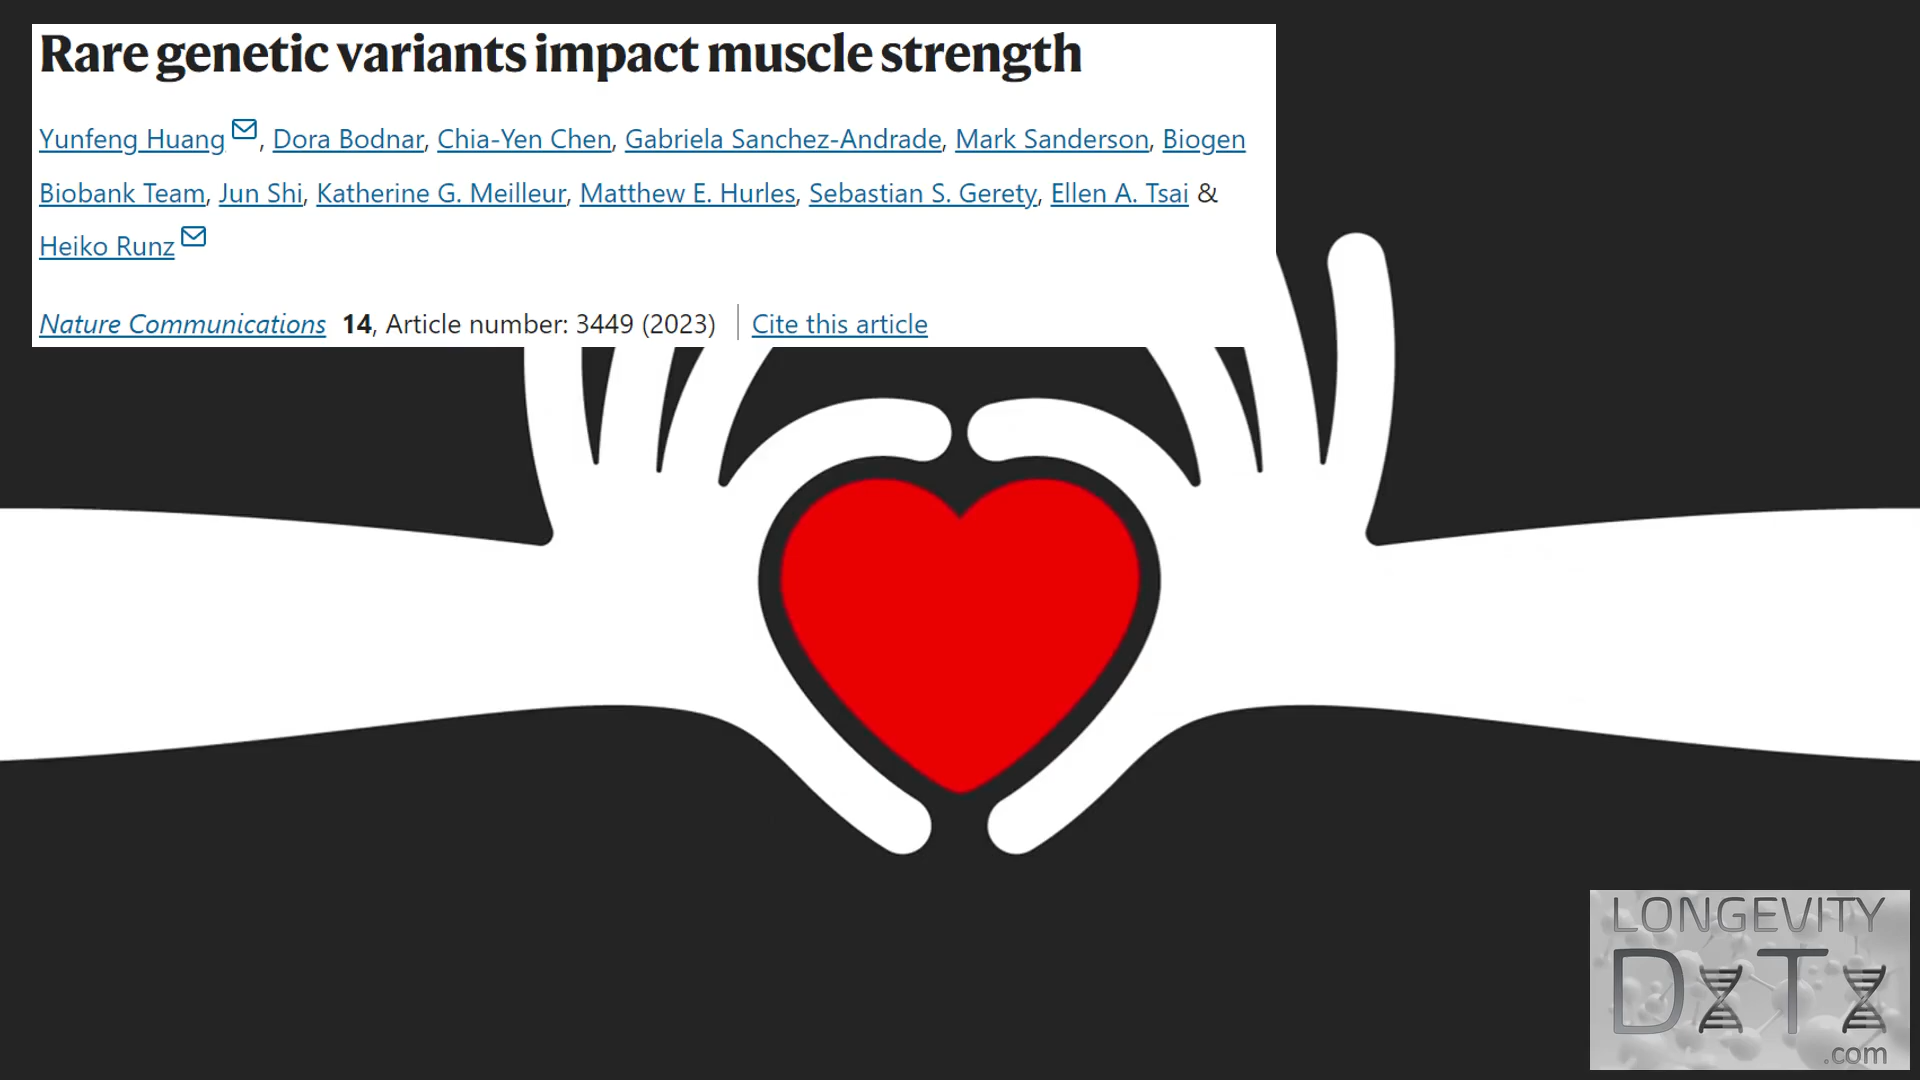 Rare genetic variants impact muscle strength
Yunfeng Huang, Dora Bodnar, Chia-Yen Chen, Gabriela Sanchez-Andrade, Mark Sanderson, Biogen
Biobank Team, Jun Shi, Katherine G. Meilleur, Matthew E. Hurles, Sebastian S. Gerety, Ellen A. Tsai &
Heiko Runz
Nature Communications 14, Article number: 3449 (2023) | Cite this article
LONGEVITY
DATA
.com